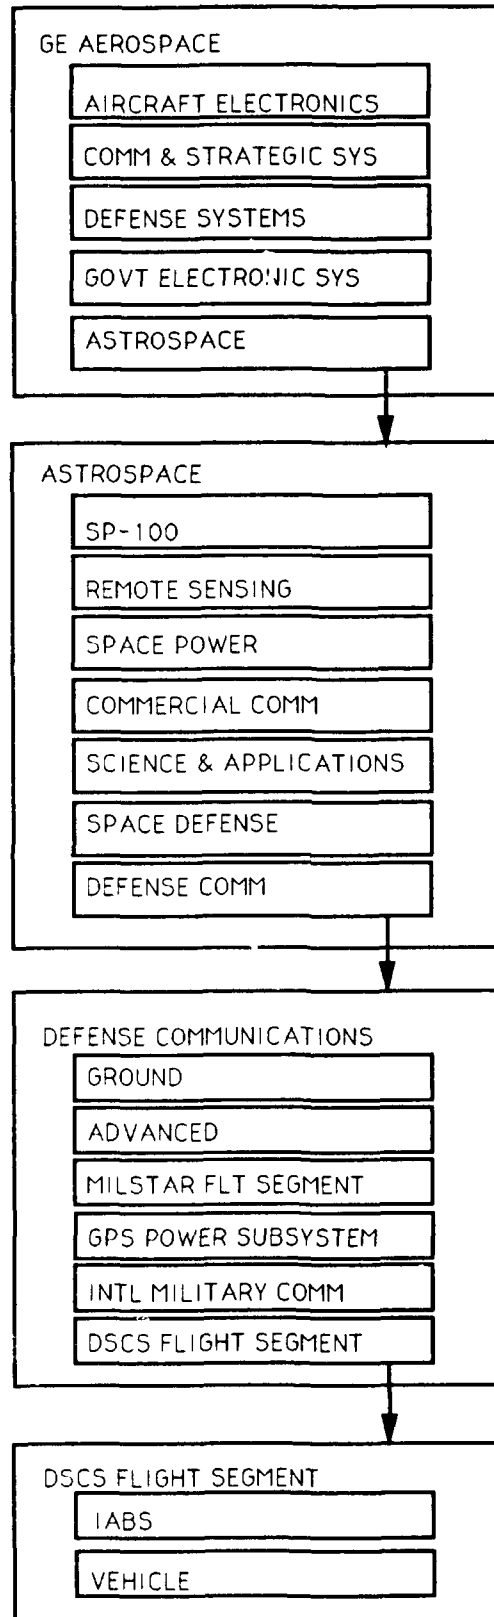 GE AEROSPACE
AIRCRAFT ELECTRONICS
COMM & STRATEGIC SYS
DEFENSE SYSTEMS
GOVT ELECTRONIC SYS
ASTROSPACE
ASTROSPACE
SP-100
REMOTE SENSING
SPACE POWER
COMMERCIAL COMM
SCIENCE & APPLICATIONS
SPACE DEFENSE
DEFENSE COMM
DEFENSE COMMUNICATIONS
GROUND
ADVANCED
MILSTAR FLT SEGMENT
GPS POWER SUBSYSTEM
INTL MILITARY COMM
DSCS FLIGHT SEGMENT
DSCS FLIGHT SEGMENT
IABS
VEHICLE